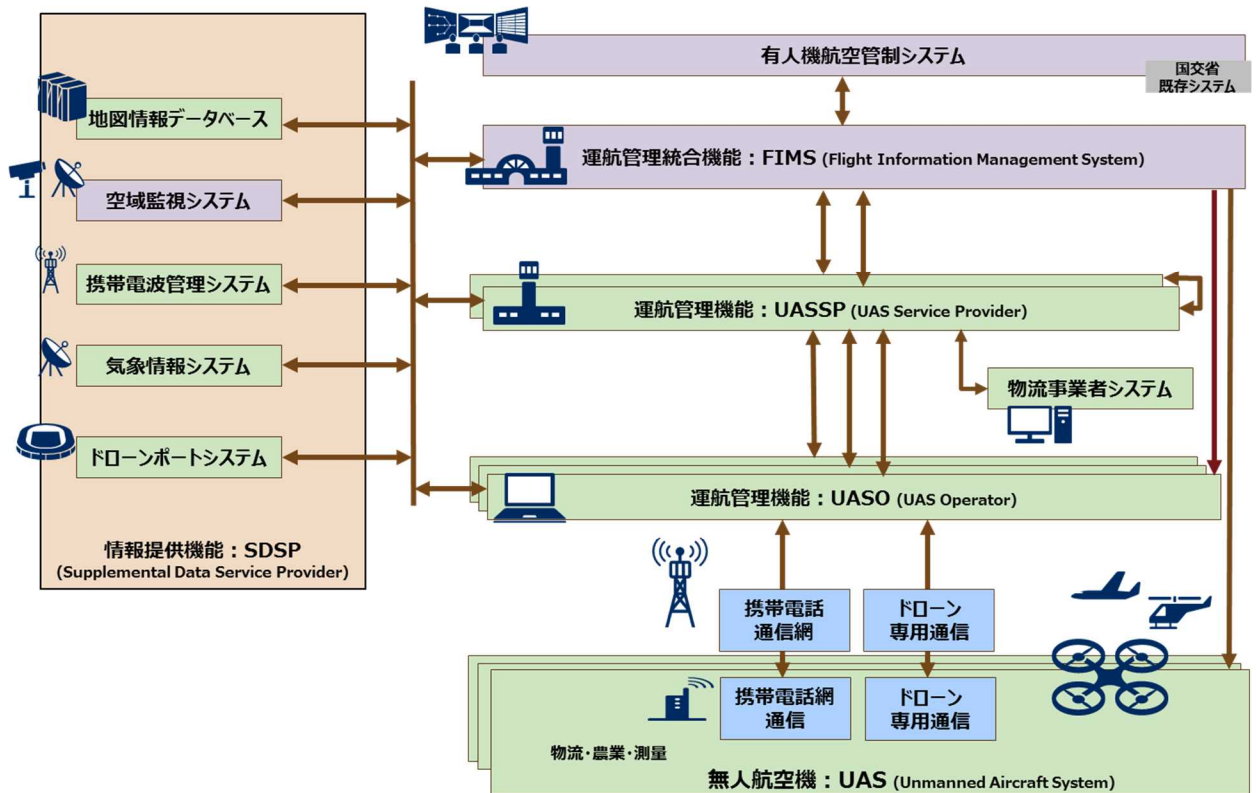 有人機航空管制システム
国交省
既存システム
地図情報データベース
運航管理統合機能：FIMS (Flight Information Management System)
空域監視システム
携帯電波管理システム
運航管理機能：UASSP (UAS Service Provider)
気象情報システム
物流事業者システム
ドローンポートシステム
運航管理機能：UASO (UAS Operator)
情報提供機能：SDSP
(Supplemental Data Service Provider)
携帯電話
通信網
ドローン
専用通信
携帯電話網
通信
ドローン
専用通信
物流・農業・測量
無人航空機：UAS (Unmanned Aircraft System)